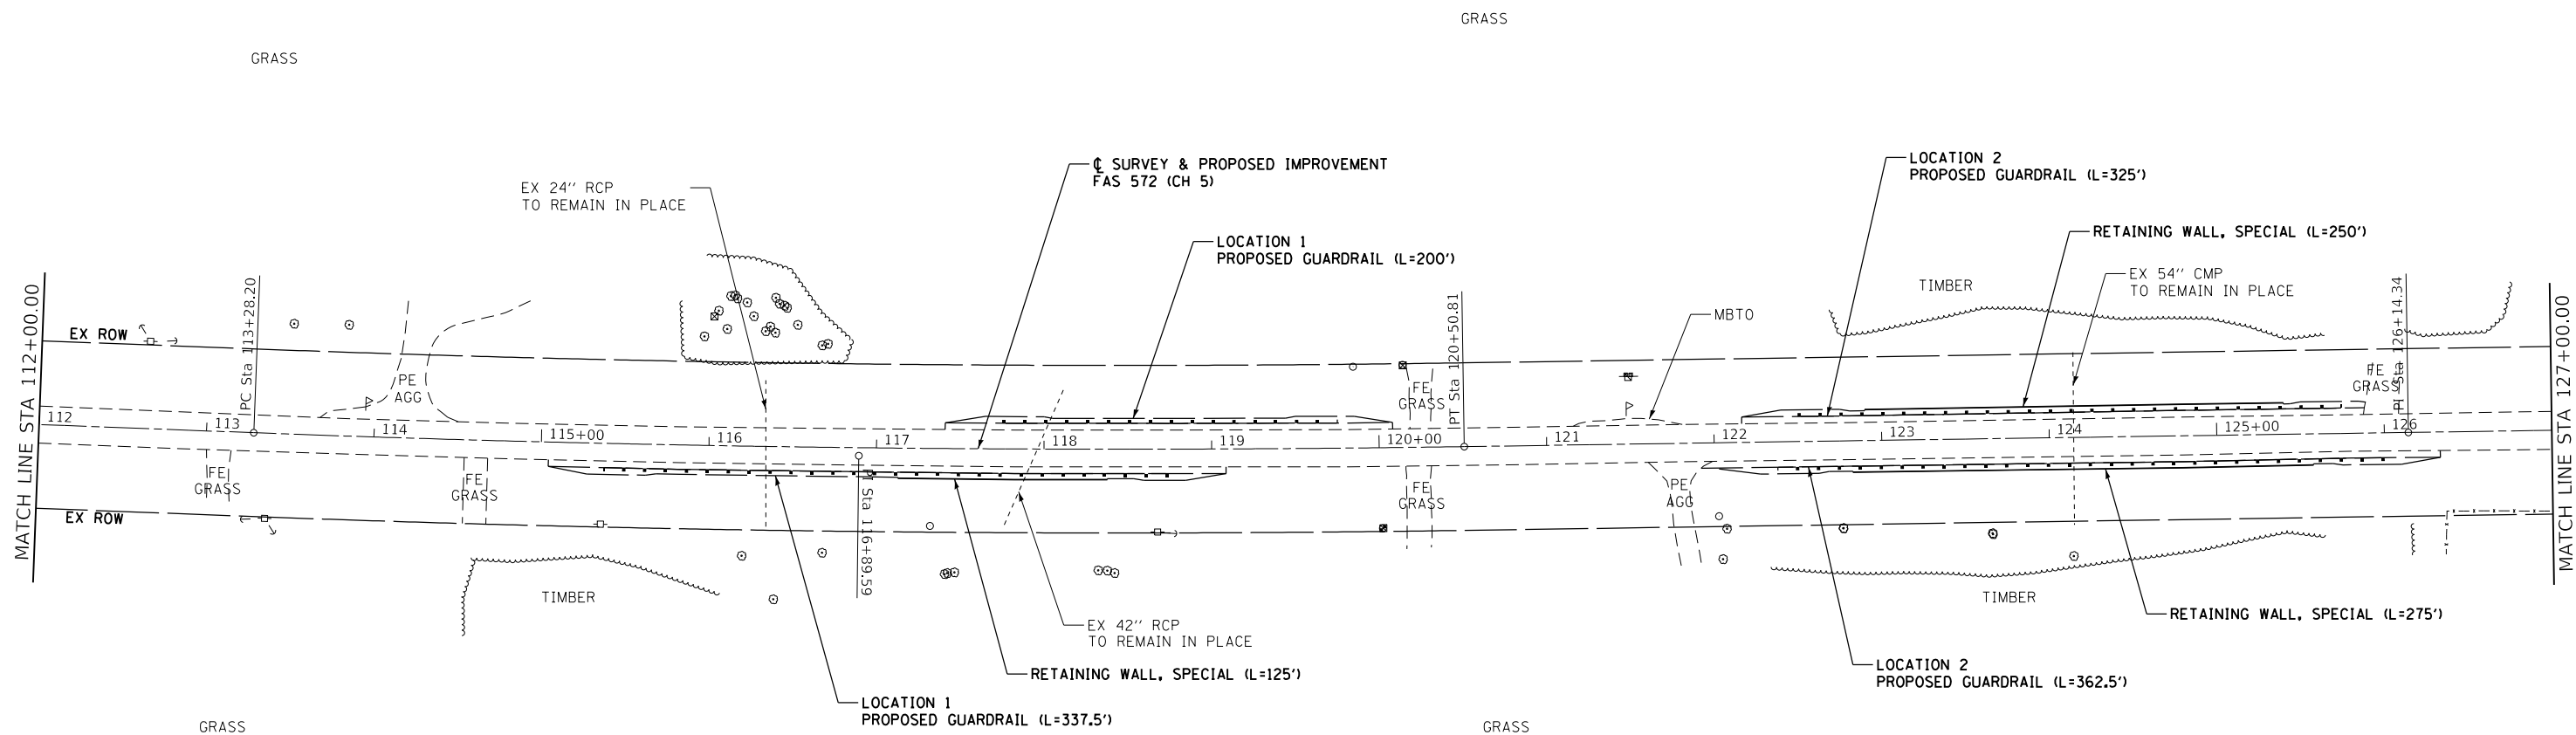 GRASS
GRASS
EX 24'' RCP
TO REMAIN IN PLACE
℄ SURVEY & PROPOSED IMPROVEMENT
FAS 572 (CH 5)
LOCATION 1
PROPOSED GUARDRAIL (L=200')
LOCATION 2
PROPOSED GUARDRAIL (L=325')
RETAINING WALL, SPECIAL (L=250')
EX 54'' CMP
TO REMAIN IN PLACE
TIMBER
MBTO
MATCH LINE STA 112+00.00
EX ROW
PC Sta 113+28.20
PE
AGG
FE
GRASS
PT Sta 120+50.81
FE
GRASS
PI Sta 126+14.34
MATCH LINE STA 127+00.00
112
113
114
115+00
116
117
118
119
120+00
121
122
123
124
125+00
126
FE
GRASS
FE
GRASS
PI Sta 116+89.59
FE
GRASS
PE
AGG
EX ROW
TIMBER
TIMBER
EX 42'' RCP
TO REMAIN IN PLACE
RETAINING WALL, SPECIAL (L=125')
LOCATION 1
PROPOSED GUARDRAIL (L=337.5')
RETAINING WALL, SPECIAL (L=275')
LOCATION 2
PROPOSED GUARDRAIL (L=362.5')
GRASS
GRASS